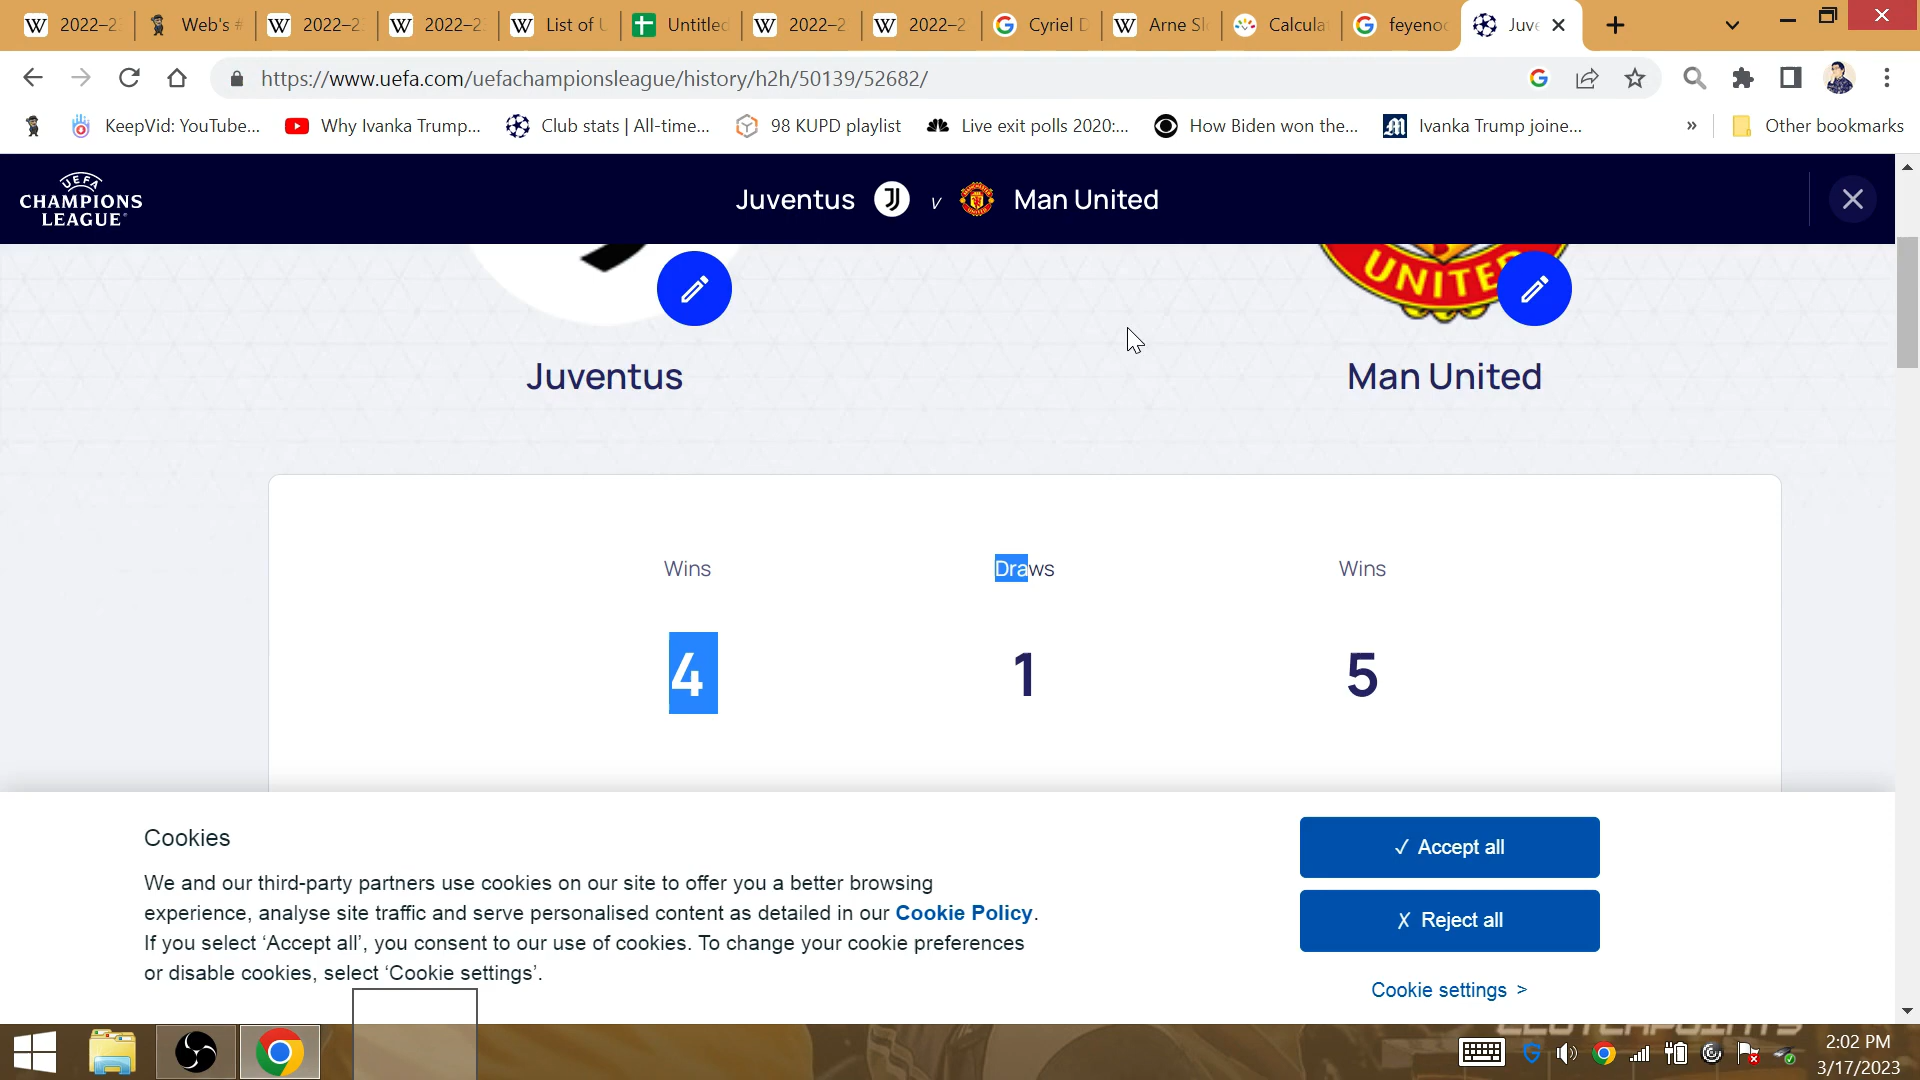 2022–2 Web's # 2022–2 2022–2 List of U Untitled 2022–2 2022–2 Cyriel D Arne Sl Calcula feyenoo Juve
https://www.uefa.com/uefachampionsleague/history/h2h/50139/52682/
KeepVid: YouTube... Why Ivanka Trump... Club stats | All-time... 98 KUPD playlist Live exit polls 2020:... How Biden won the... Ivanka Trump joine... » Other bookmarks
UEFA
CHAMPIONS
LEAGUE
Juventus J v Man United
UNITED
Juventus Man United
Wins Draws Wins
4 1 5
Cookies
We and our third-party partners use cookies on our site to offer you a better browsing
experience, analyse site traffic and serve personalised content as detailed in our Cookie Policy.
If you select ‘Accept all’, you consent to our use of cookies. To change your cookie preferences
or disable cookies, select ‘Cookie settings’.
✓ Accept all
X Reject all
Cookie settings >
2:02 PM
3/17/2023